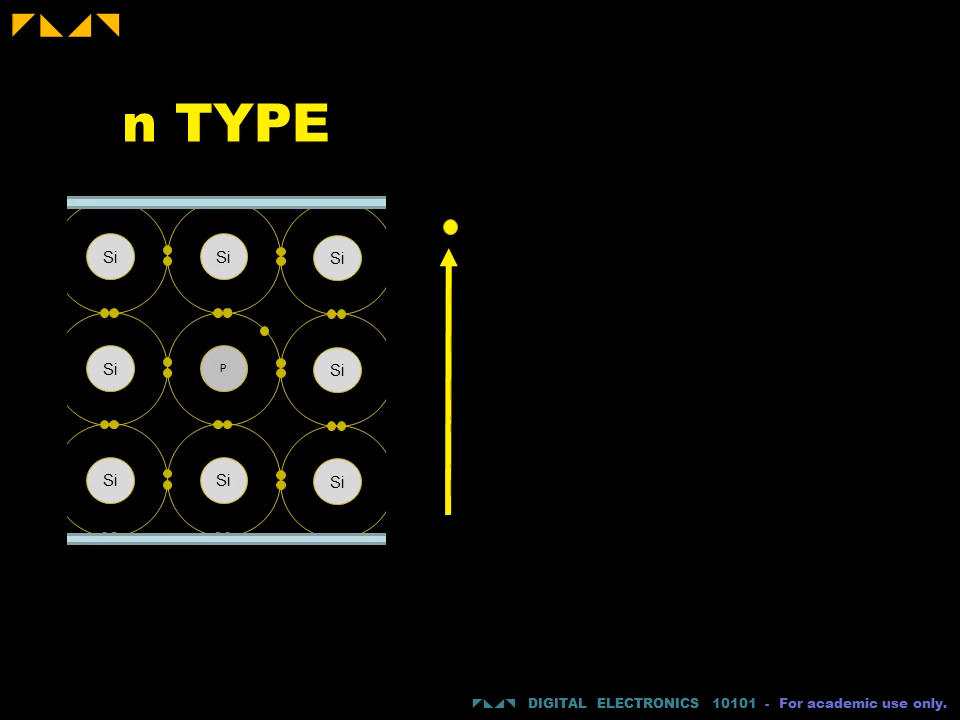 n TYPE
Si Si Si
Si P Si
Si Si Si
DIGITAL ELECTRONICS 10101 - For academic use only.